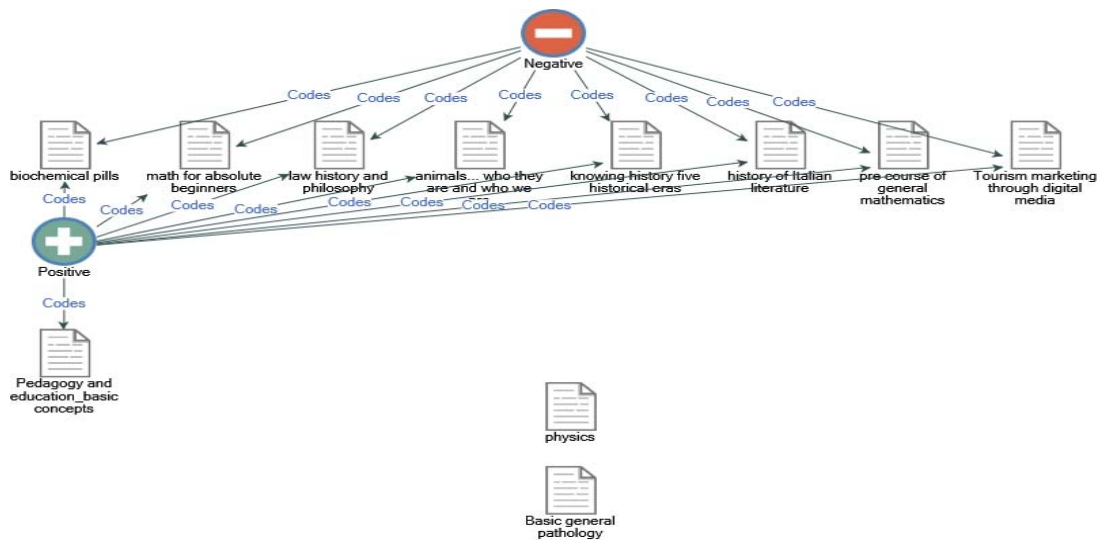 Negative
Codes
Codes
Codes
Codes
Codes
Codes
Codes
Codes
biochemical pills
math for absolute
beginners
law history and
philosophy
animals... who they
are and who we
knowing history five
historical eras
history of Italian
literature
pre course of
general
mathematics
Tourism marketing
through digital
media
Codes
Codes
Codes
Codes
Codes
Codes
Codes
Codes
Positive
Codes
Pedagogy and
education_basic
concepts
physics
Basic general
pathology